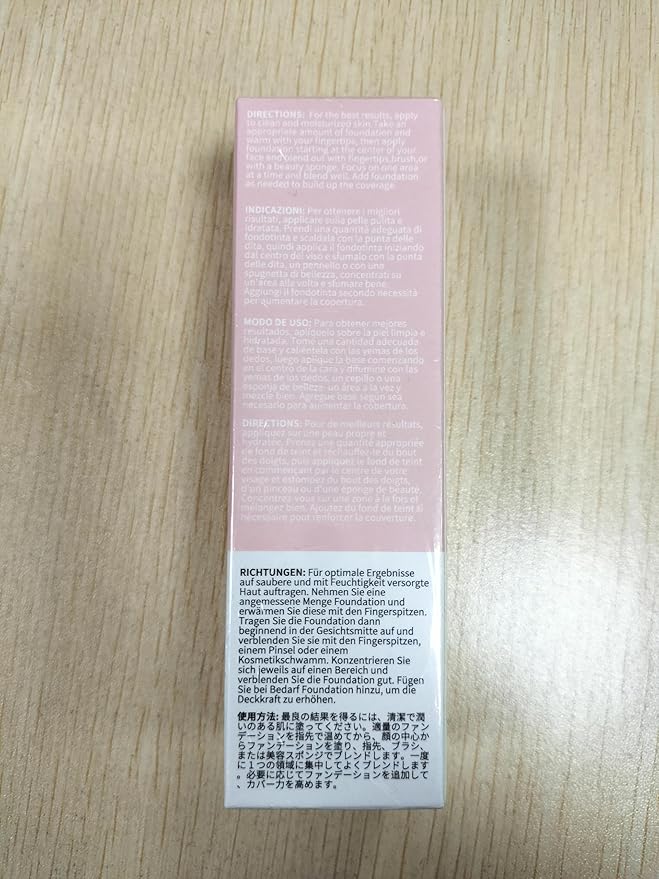 DIRECTIONS: For the best results, apply
to clean and moisturized skin.Take an
appropriate amount of foundation and
warm with your fingertips, then apply
foundation starting at the center of your
face and blend out with fingertips,brush,or
with a beauty sponge. Focus on one area
at a time and blend well. Add foundation
as needed to build up the coverage.
INDICAZIONI: Per ottenere i migliori
risultati, applicare sulla pelle pulita e
idratata. Prendi una quantità adeguata di
fondotinta e scaldala con la punta delle
dita, quindi applica il fondotinta iniziando
dal centro del viso e sfumalo con la punta
delle dita, un pennello o con una
spugnetta di bellezza, concentrati su
un'area alla volta e sfumare bene.
Aggiungi il fondotinta secondo necessità
per aumentare la copertura.
MODO DE USO: Para obtener mejores
resultados, aplíquelo sobre la piel limpia e
hidratada. Tome una cantidad adecuada
de base y caliéntela con las yemas de los
dedos, luego aplique la base comenzando
en el centro de la cara y difumine con las
yemas de los dedos, un cepillo o una
esponja de belleza. un área a la vez y
mezcle bien. Agregue base según sea
necesario para aumentar la cobertura.
DIRECTIONS: Pour de meilleurs résultats,
appliquez sur une peau propre et
hydratée. Prenez une quantité appropriée
de fond de teint et réchauffez-le du bout
des doigts, puis appliquez le fond de teint
en commençant par le centre de votre
visage et estompez du bout des doigts,
d'un pinceau ou d'une éponge de beauté.
Concentrez-vous sur une zone à la fois et
mélangez bien. Ajoutez du fond de teint si
nécessaire pour renforcer la couverture.
RICHTUNGEN: Für optimale Ergebnisse
auf saubere und mit Feuchtigkeit versorgte
Haut auftragen. Nehmen Sie eine
angemessene Menge Foundation und
erwärmen Sie diese mit den Fingerspitzen.
Tragen Sie die Foundation dann
beginnend in der Gesichtsmitte auf und
verblenden Sie sie mit den Fingerspitzen,
einem Pinsel oder einem
Kosmetikschwamm. Konzentrieren Sie
sich jeweils auf einen Bereich und
verblenden Sie die Foundation gut. Fügen
Sie bei Bedarf Foundation hinzu, um die
Deckkraft zu erhöhen.
使用方法: 最良の結果を得るには、清潔で潤
いのある肌に塗ってください。適量のファン
デーションを指先で温めてから、顔の中心か
らファンデーションを塗り、指先、ブラシ、
または美容スポンジでブレンドします。一度
に１つの領域に集中してよくブレンドします
。必要に応じてファンデーションを追加して
、カバー力を高めます。